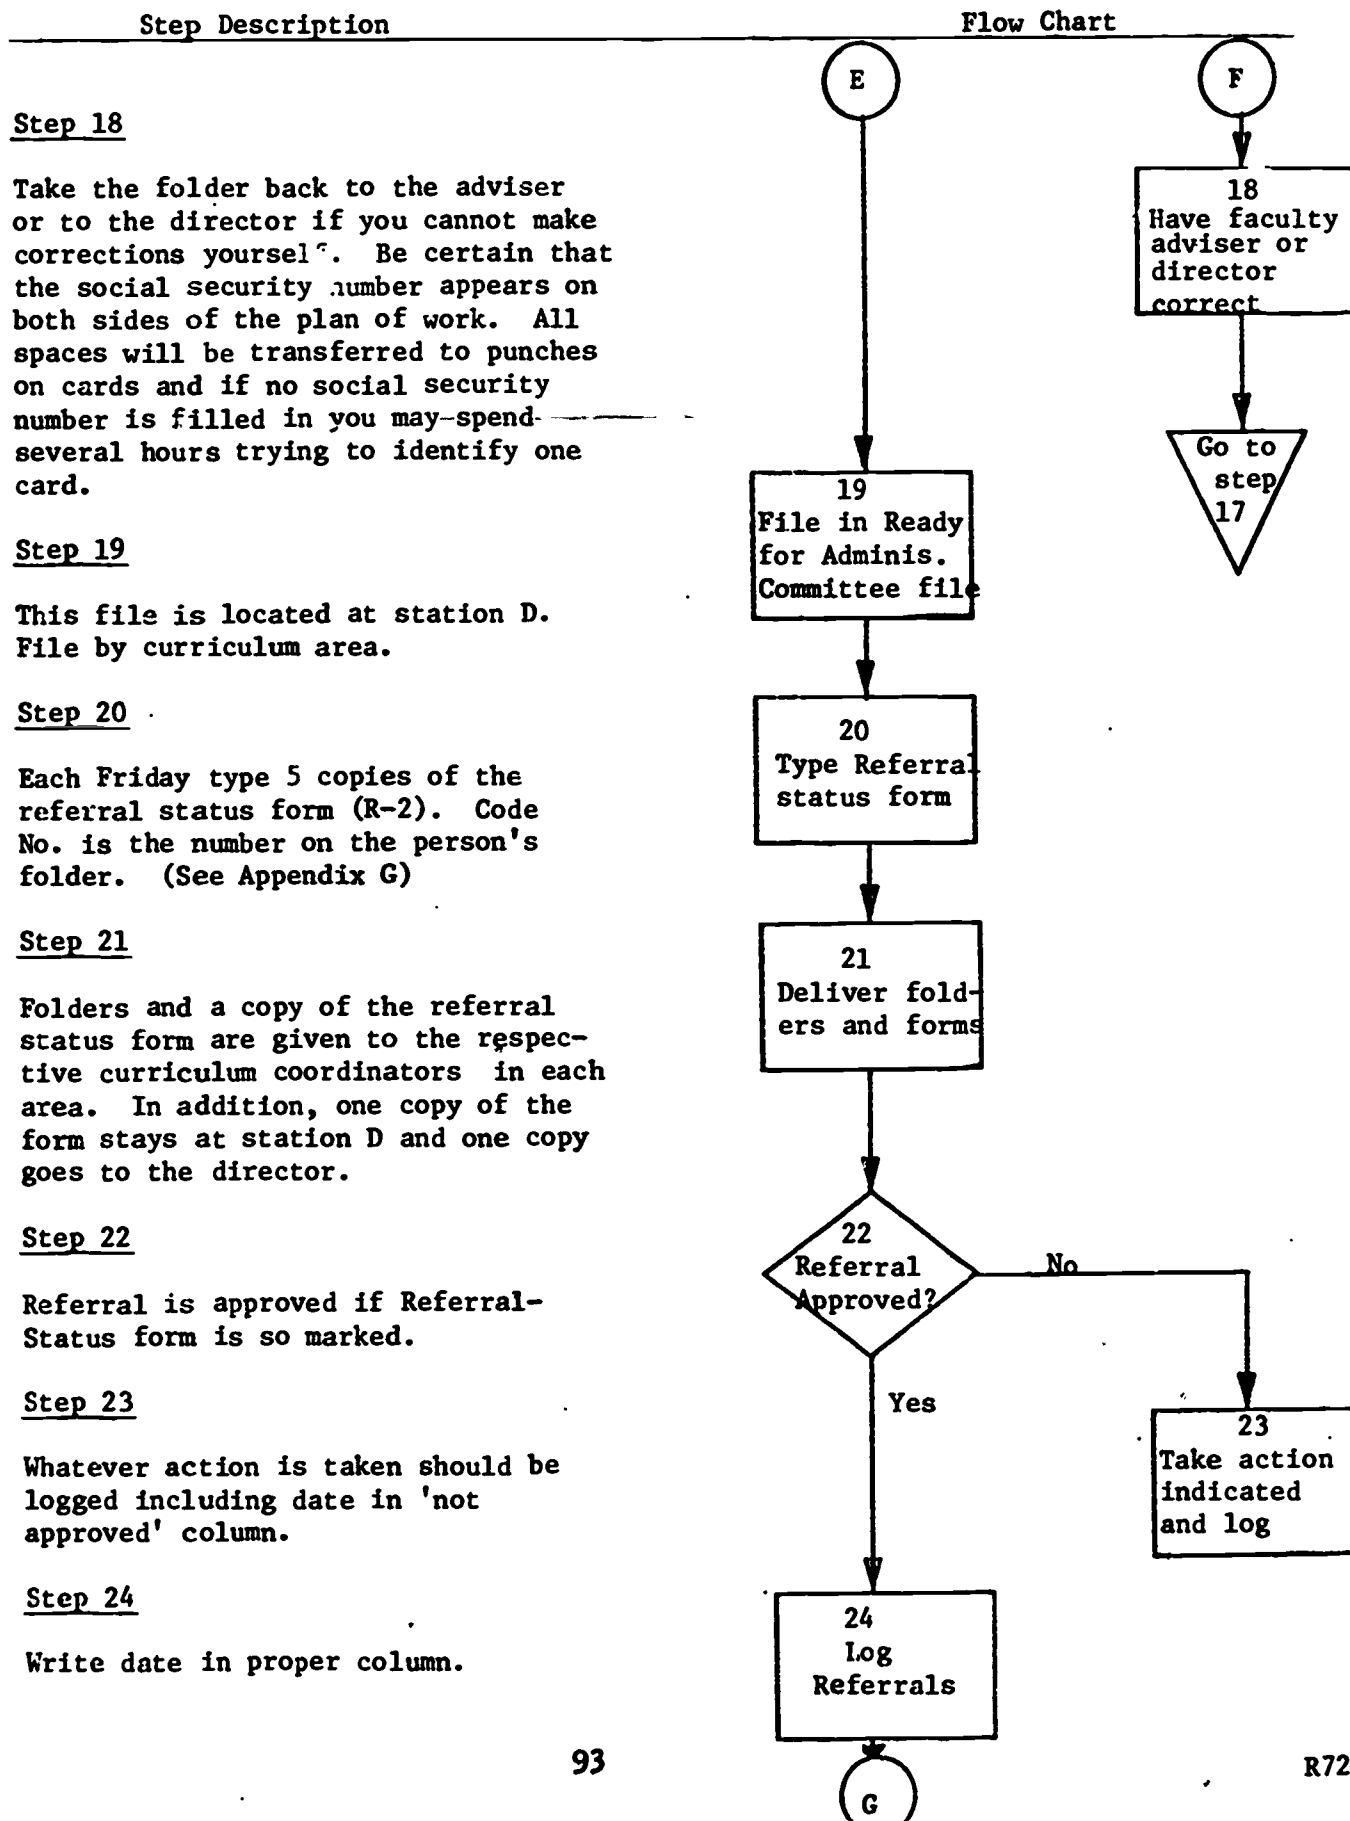 Step Description
Flow Chart
E
F
Step 18
Take the folder back to the adviser
or to the director if you cannot make
corrections yourself. Be certain that
the social security number appears on
both sides of the plan of work. All
spaces will be transferred to punches
on cards and if no social security
number is filled in you may spend
several hours trying to identify one
card.
Step 19
This file is located at station D.
File by curriculum area.
Step 20
Each Friday type 5 copies of the
referral status form (R-2). Code
No. is the number on the person's
folder. (See Appendix G)
Step 21
Folders and a copy of the referral
status form are given to the respec-
tive curriculum coordinators in each
area. In addition, one copy of the
form stays at station D and one copy
goes to the director.
Step 22
Referral is approved if Referral-
Status form is so marked.
Step 23
Whatever action is taken should be
logged including date in 'not
approved' column.
Step 24
Write date in proper column.
18
Have faculty
adviser or
director
correct
Go to
step
17
19
File in Ready
for Adminis.
Committee file
20
Type Referral
status form
21
Deliver fold-
ers and forms
22
Referral
Approved?
No
Yes
23
Take action
indicated
and log
24
Log
Referrals
G
93
R72